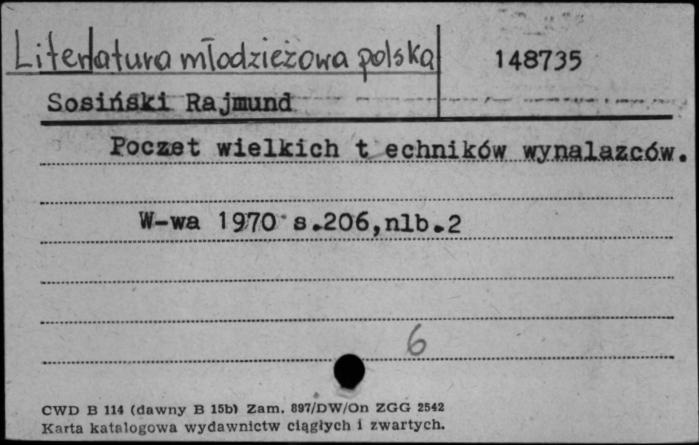 Literatura młodzieżowa polska 148735
Sosiński Rajmund
Poczet wielkich t echników wynalazców.
W-wa 1970 s.206,nlb.2
6
CWD B 114 (dawny B 15b) Zam. 897/DW/On ZGG 2542
Karta katalogowa wydawnictw ciągłych i zwartych.